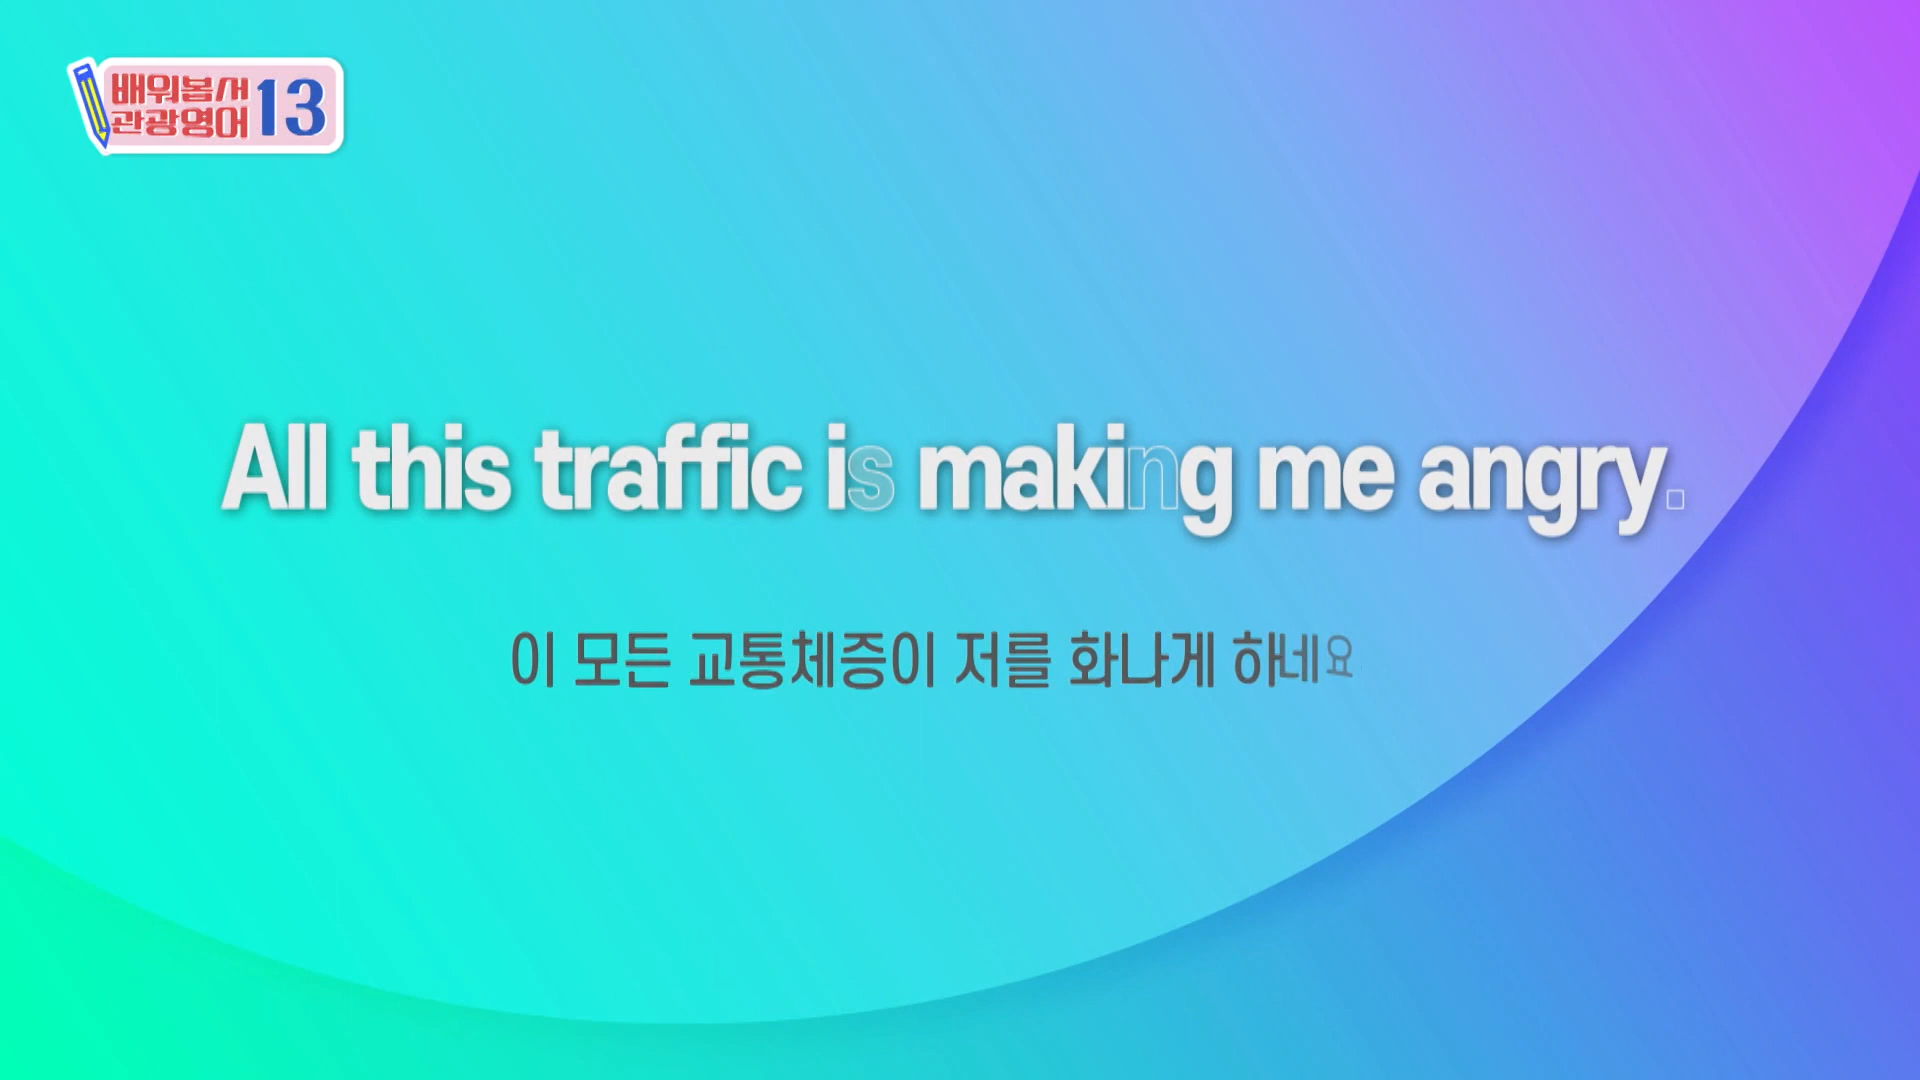 배워봅서
관광영어 13
All this traffic is making me angry.
이 모든 교통체증이 저를 화나게 하네요